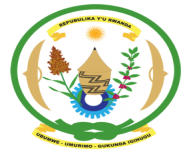 REPUBULIKA Y'U RWANDA
UBUMWE - UMURIMO - GUKUNDA IGIHUGU